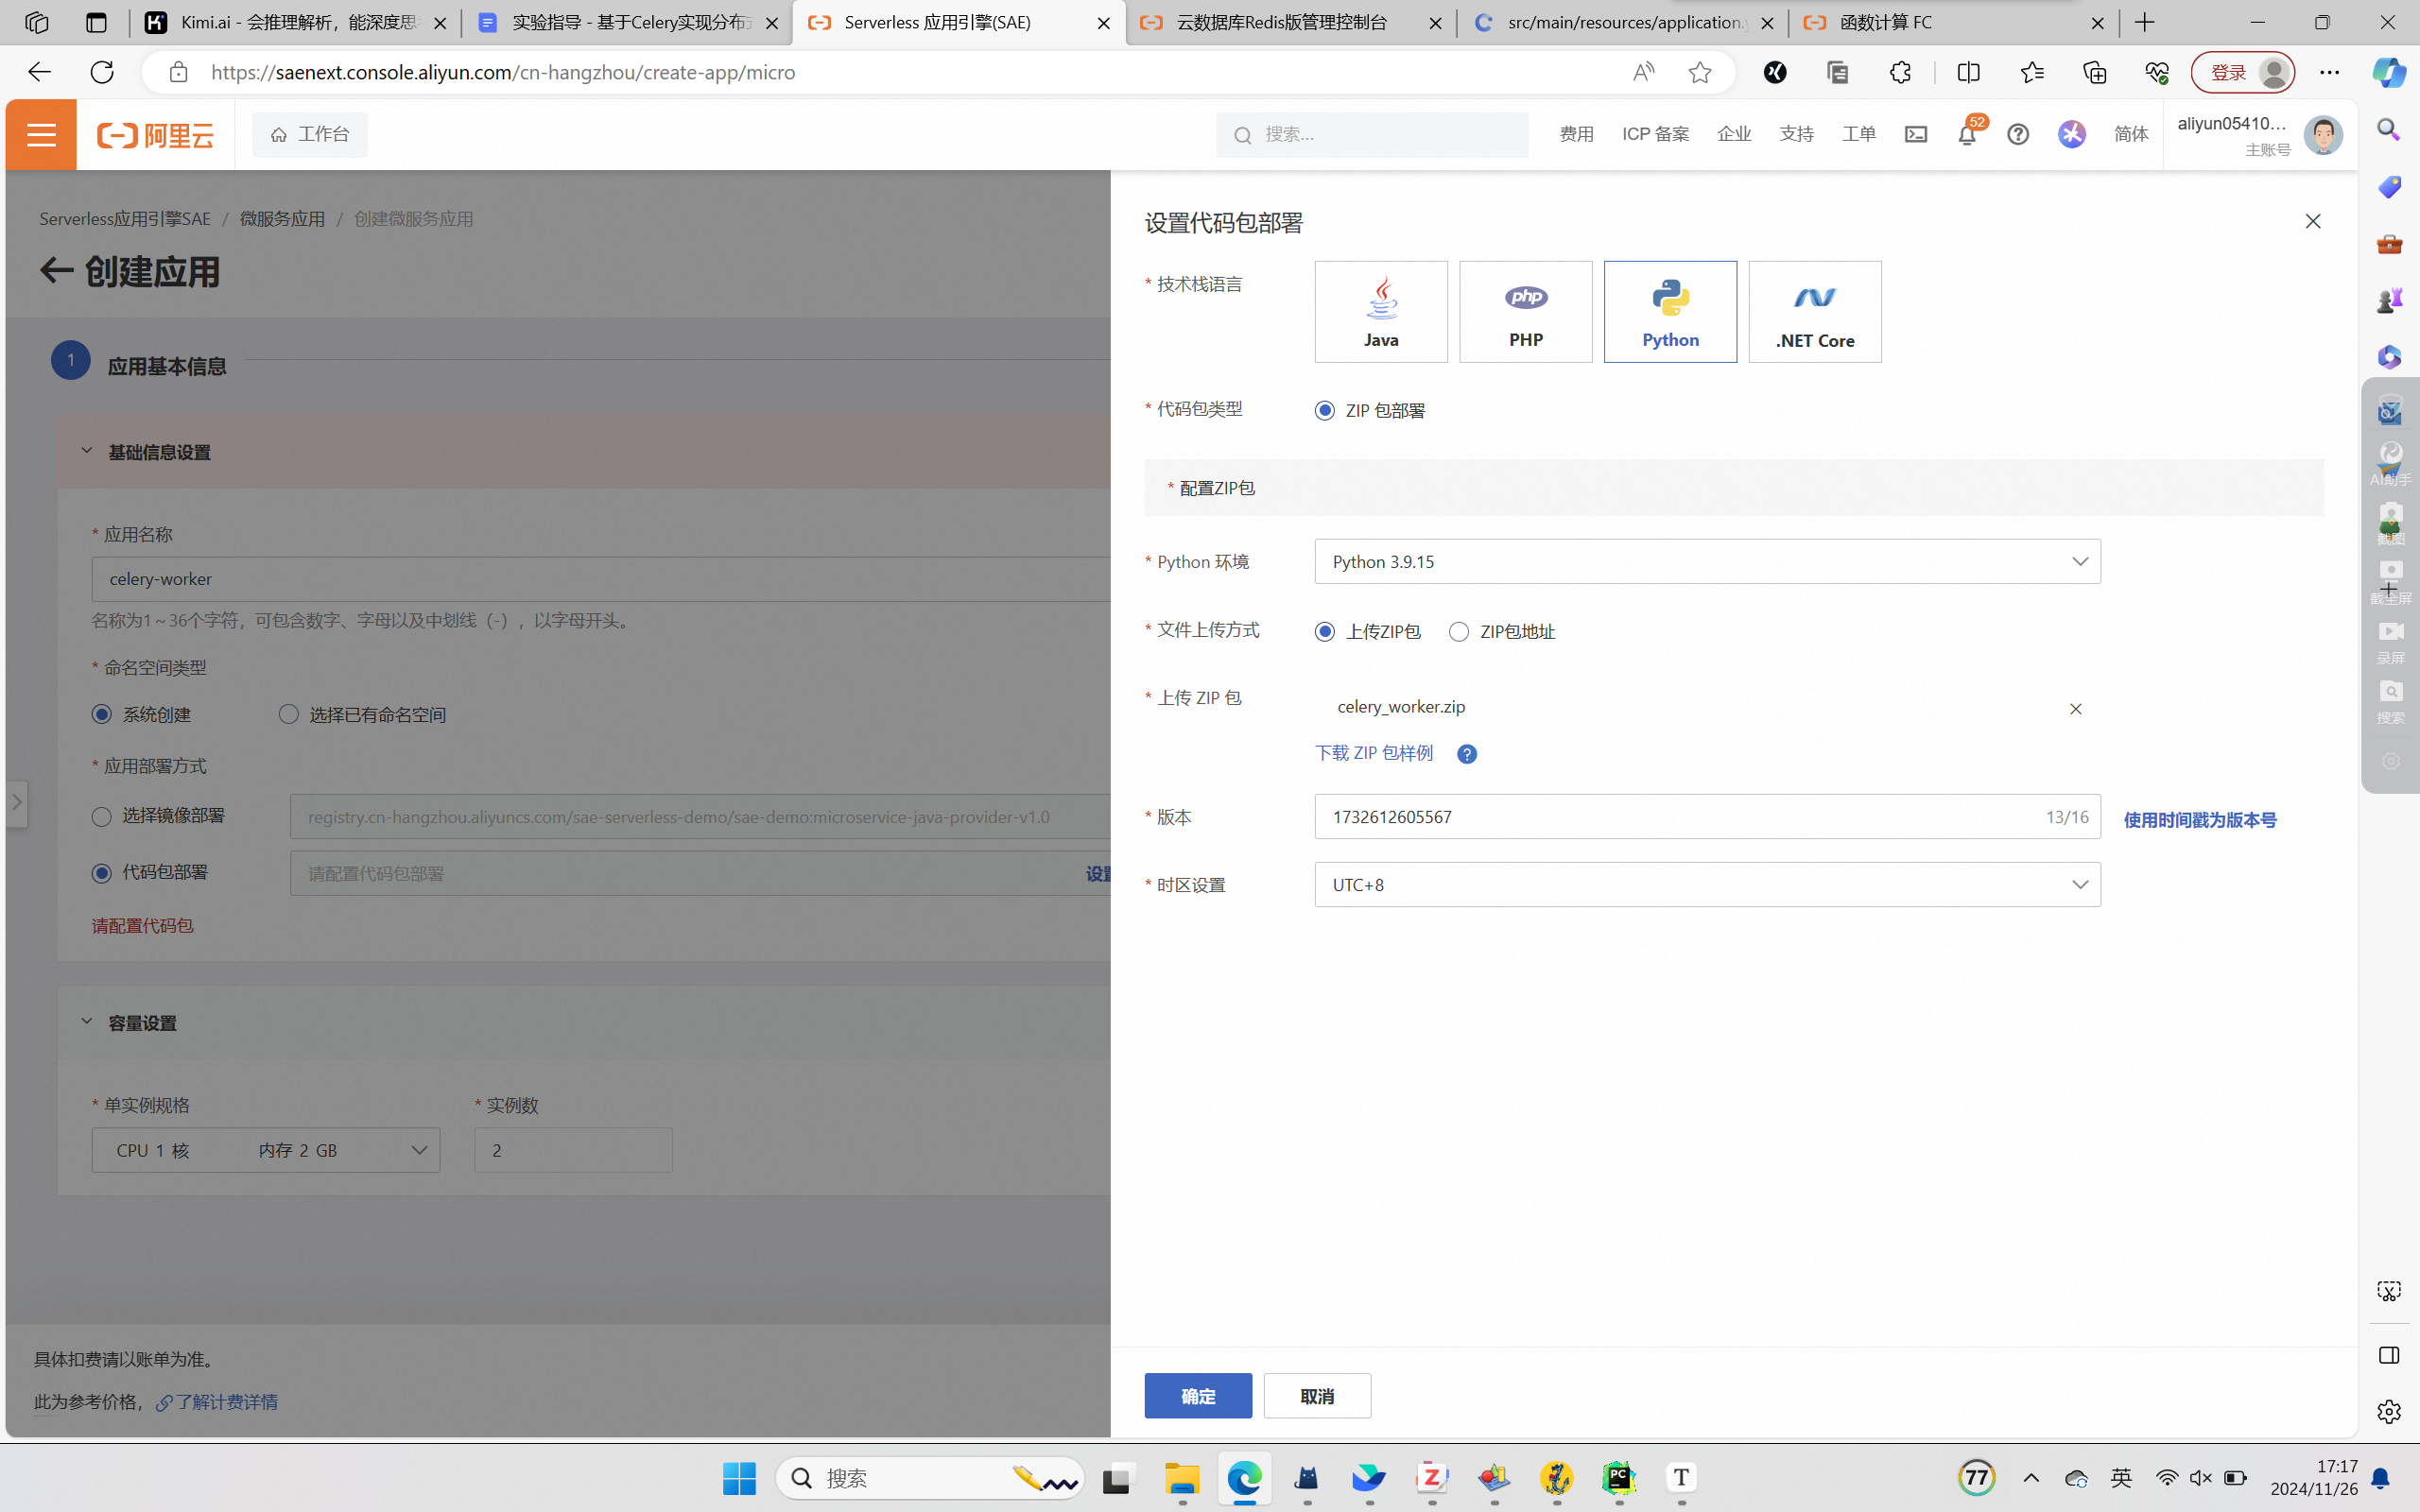 Kimi.ai - 会推理解析，能深度思考
实验指导 - 基于Celery实现分布式
Serverless 应用引擎(SAE)
云数据库Redis版管理控制台
src/main/resources/application.y
函数计算 FC
https://saenext.console.aliyun.com/cn-hangzhou/create-app/micro
登录
阿里云
工作台
搜索...
费用
ICP 备案
企业
支持
工单
52
简体
aliyun05410...
主账号
Serverless应用引擎SAE / 微服务应用 / 创建微服务应用
创建应用
1 应用基本信息
基础信息设置
* 应用名称
celery-worker
名称为1～36个字符，可包含数字、字母以及中划线（-），以字母开头。
* 命名空间类型
系统创建 选择已有命名空间
* 应用部署方式
选择镜像部署 registry.cn-hangzhou.aliyuncs.com/sae-serverless-demo/sae-demo:microservice-java-provider-v1.0
代码包部署 请配置代码包部署 设置
请配置代码包
容量设置
* 单实例规格 * 实例数
CPU 1 核 内存 2 GB 2
具体扣费请以账单为准。
此为参考价格，了解计费详情
设置代码包部署
* 技术栈语言
Java
php
PHP
Python
.NET Core
* 代码包类型 ZIP 包部署
* 配置ZIP包
* Python 环境 Python 3.9.15
* 文件上传方式 上传ZIP包 ZIP包地址
* 上传 ZIP 包 celery_worker.zip
下载 ZIP 包样例 ?
* 版本 1732612605567 13/16 使用时间戳为版本号
* 时区设置 UTC+8
确定 取消
AI助手
截图
截全屏
录屏
搜索
搜索
PC
Z
T
77
英
17:17
2024/11/26